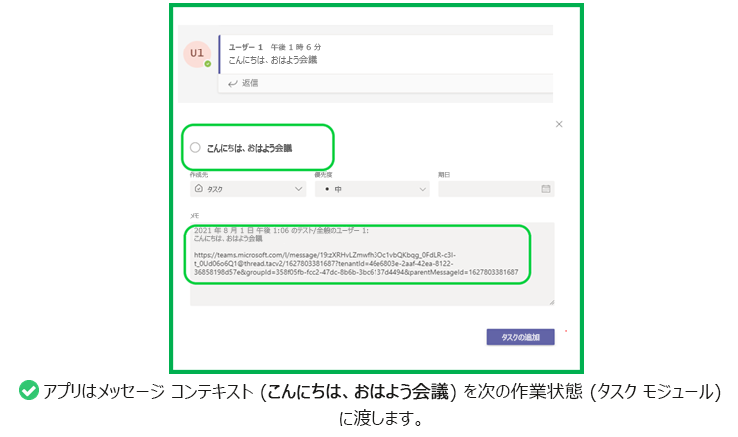 U1
ユーザー 1 午後 1 時 6 分
こんにちは、おはよう会議
返信
こんにちは、おはよう会議
作成先 優先度 期日
タスク 中
メモ
2021 年 8 月 1 日 午後 1:06 のテスト/全般のユーザー 1:
こんにちは、おはよう会議
https://teams.microsoft.com/l/message/19:zXRHvLZmwfhJOc1vbQKbqg_0FdLR-c3I-
t_0Ud06o6Q1@thread.tacv2/1627803381687?tenantId=46e6803e-2aaf-42ea-8122-
36858198d57e&groupId=358f05fb-fcc2-47dc-8b6b-3bc6137d4494&parentMessageId=1627803381687
タスクの追加
アプリはメッセージ コンテキスト (こんにちは、おはよう会議) を次の作業状態 (タスク モジュール)
に渡します。